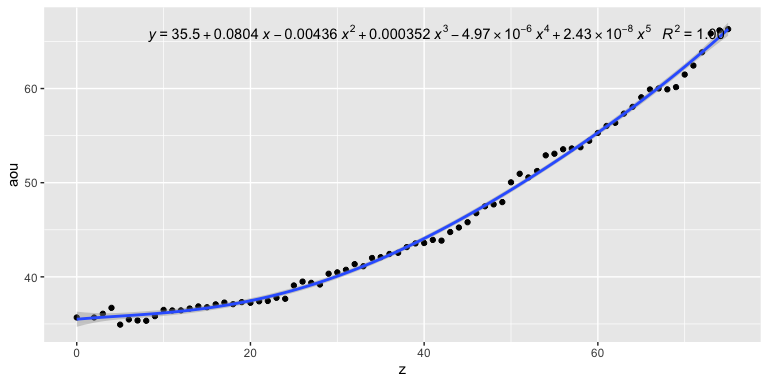 y = 35.5 + 0.0804 x − 0.00436 x² + 0.000352 x³ − 4.97 × 10⁻⁶ x⁴ + 2.43 × 10⁻⁸ x⁵ R² = 1.00
60
50
40
aou
0 20 40 60
z